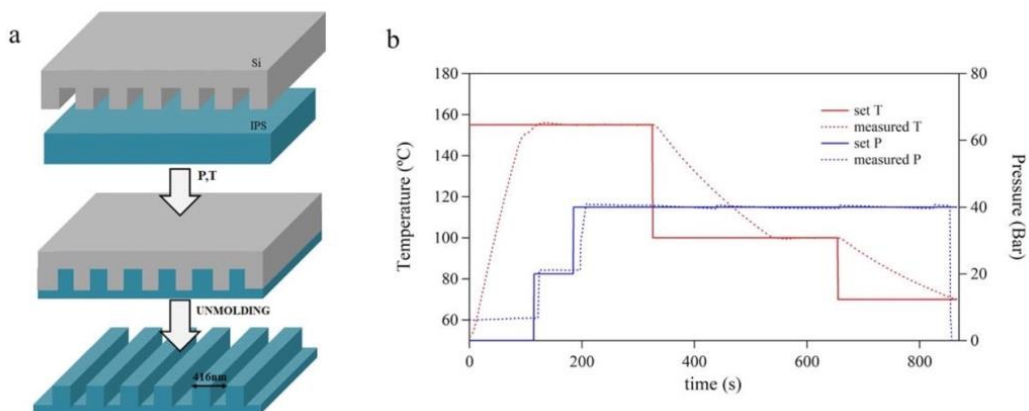 a
Si
IPS
P,T
UNMOLDING
416nm
b
180
160
140
120
100
80
60
Temperature (ºC)
80
60
40
20
0
Pressure (Bar)
set T
measured T
set P
measured P
0
200
400
600
800
time (s)